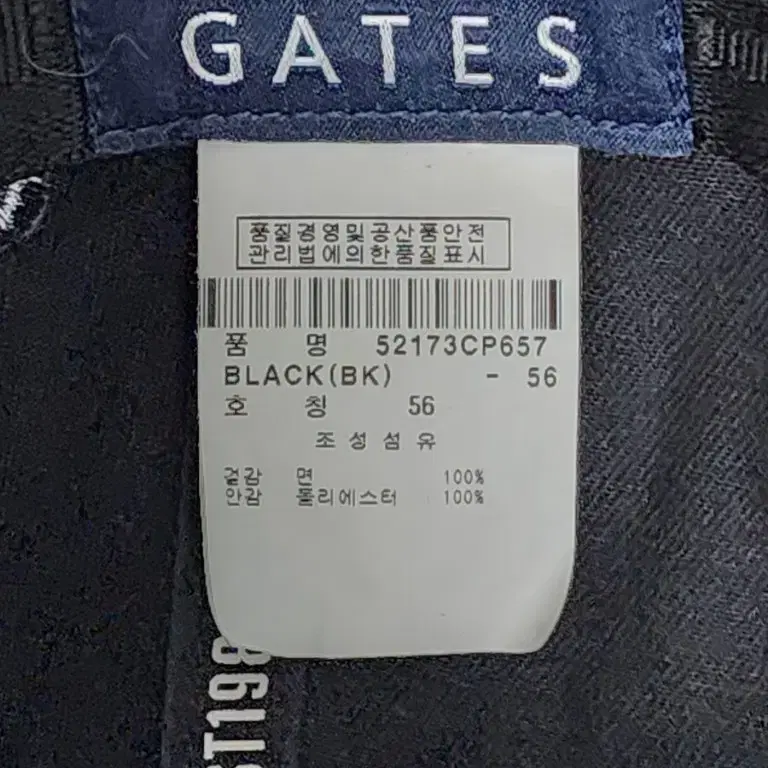 GATES
품질경영및공산품안전
관리법에의한품질표시
품 명 52173CP657
BLACK(BK) - 56
호 칭 56
조성섬유
겉감 면 100%
안감 폴리에스터 100%
ST198